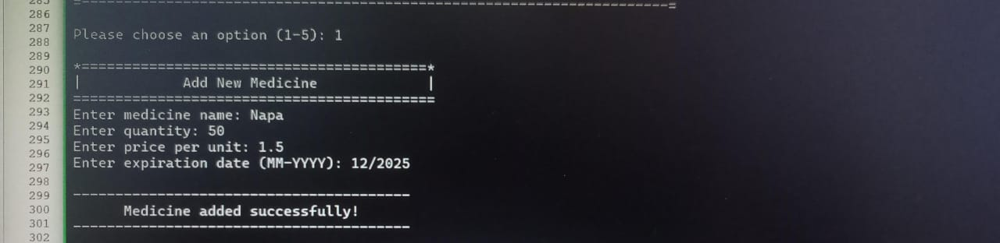 285
286 =-----------------------------------------------------------------------=
287
288 Please choose an option (1-5): 1
289
290 *=========================================*
291 |            Add New Medicine             |
292 ===========================================
293 Enter medicine name: Napa
294 Enter quantity: 50
295 Enter price per unit: 1.5
296 Enter expiration date (MM-YYYY): 12/2025
297
298
299 ----------------------------------------
300 Medicine added successfully!
301 ----------------------------------------
302